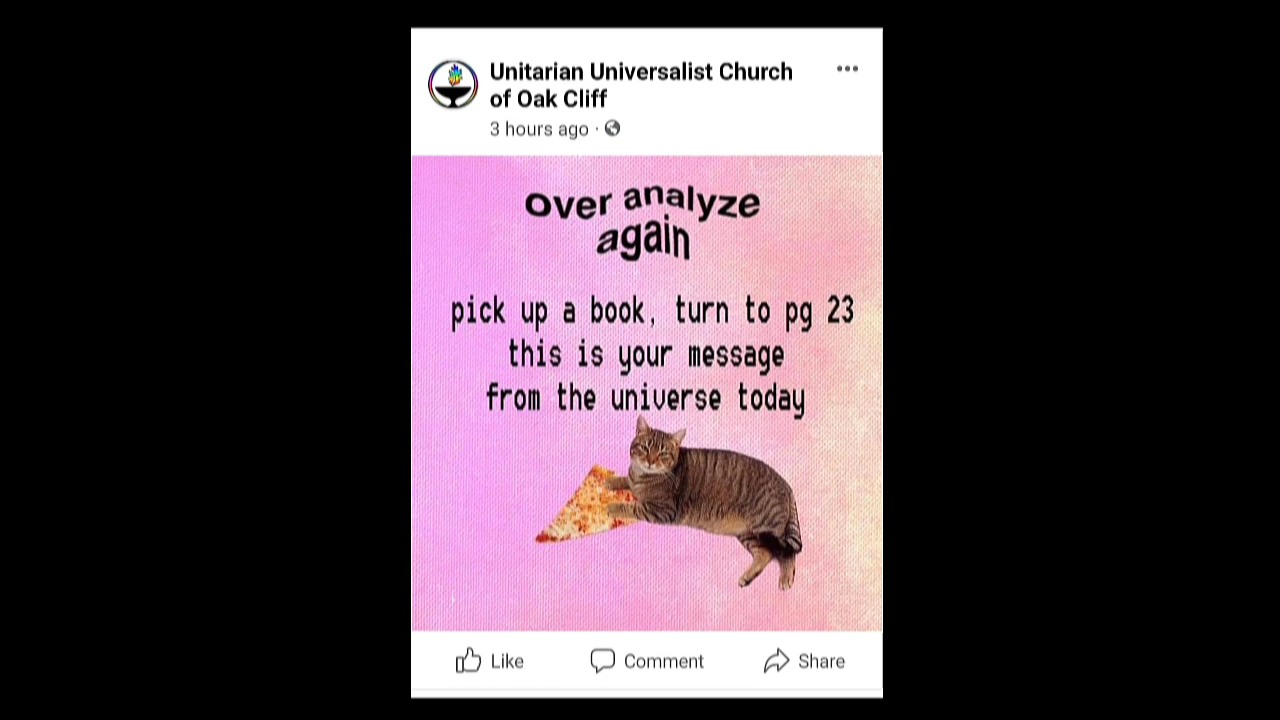 Unitarian Universalist Church
of Oak Cliff
3 hours ago ·
Over analyze
again
pick up a book, turn to pg 23
this is your message
from the universe today
Like Comment Share